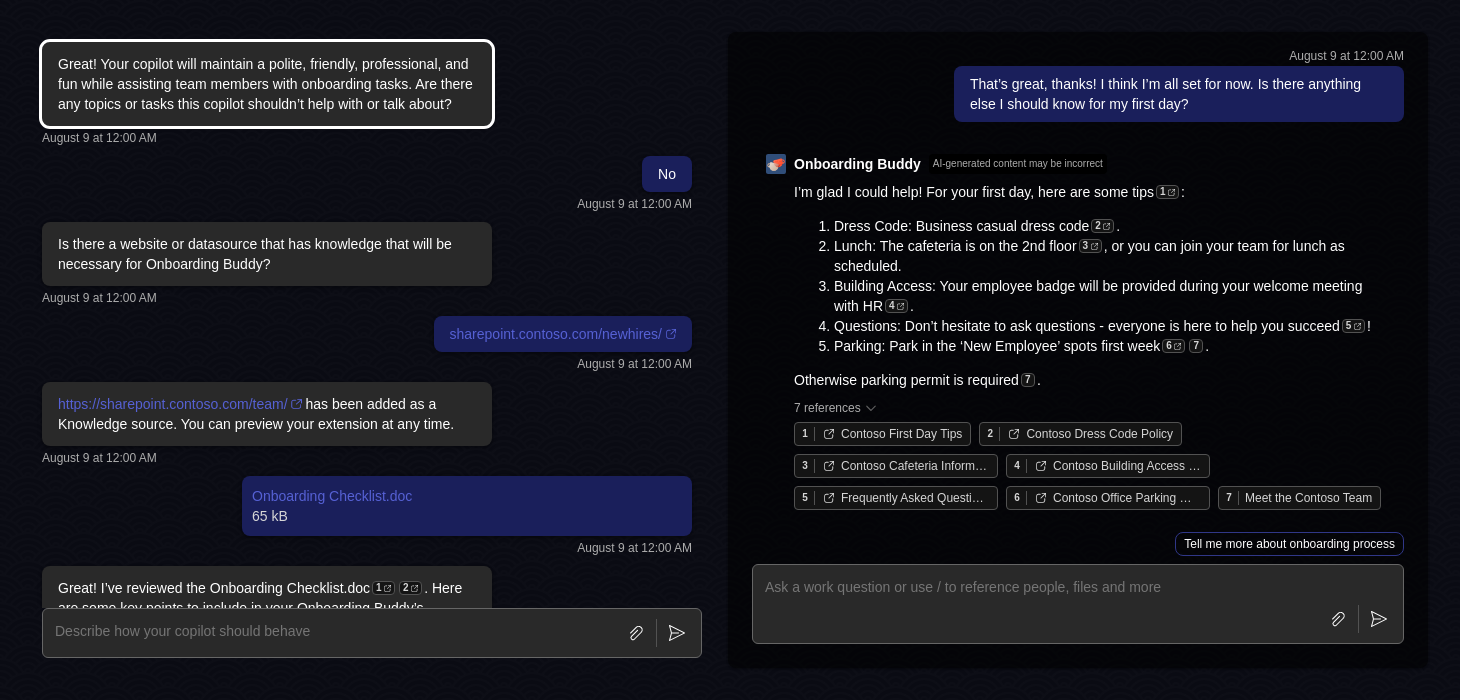 Great! Your copilot will maintain a polite, friendly, professional, and
fun while assisting team members with onboarding tasks. Are there
any topics or tasks this copilot shouldn’t help with or talk about?
August 9 at 12:00 AM
No
August 9 at 12:00 AM
Is there a website or datasource that has knowledge that will be
necessary for Onboarding Buddy?
August 9 at 12:00 AM
sharepoint.contoso.com/newhires/
August 9 at 12:00 AM
https://sharepoint.contoso.com/team/ has been added as a
Knowledge source. You can preview your extension at any time.
August 9 at 12:00 AM
Onboarding Checklist.doc
65 kB
August 9 at 12:00 AM
Great! I’ve reviewed the Onboarding Checklist.doc 1 2 . Here
are some key points to include in your Onboarding Buddy’s
Describe how your copilot should behave
August 9 at 12:00 AM
That’s great, thanks! I think I’m all set for now. Is there anything
else I should know for my first day?
Onboarding Buddy AI-generated content may be incorrect
I’m glad I could help! For your first day, here are some tips 1 :
1. Dress Code: Business casual dress code 2 .
2. Lunch: The cafeteria is on the 2nd floor 3 , or you can join your team for lunch as
scheduled.
3. Building Access: Your employee badge will be provided during your welcome meeting
with HR 4 .
4. Questions: Don’t hesitate to ask questions - everyone is here to help you succeed 5 !
5. Parking: Park in the ‘New Employee’ spots first week 6 7 .
Otherwise parking permit is required 7 .
7 references
1 Contoso First Day Tips 2 Contoso Dress Code Policy
3 Contoso Cafeteria Inform… 4 Contoso Building Access …
5 Frequently Asked Questi… 6 Contoso Office Parking … 7 Meet the Contoso Team
Tell me more about onboarding process
Ask a work question or use / to reference people, files and more